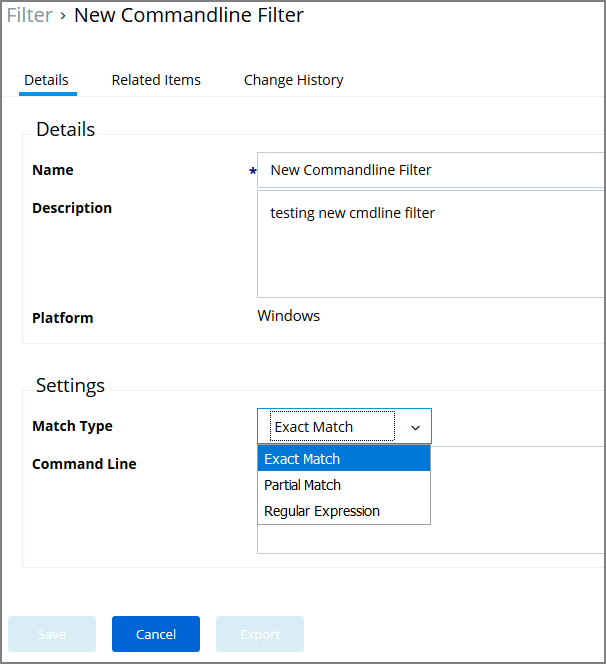 Filter › New Commandline Filter
Details Related Items Change History
Details
Name * New Commandline Filter
Description testing new cmdline filter
Platform Windows
Settings
Match Type Exact Match
Command Line Exact Match
Partial Match
Regular Expression
Save Cancel Export